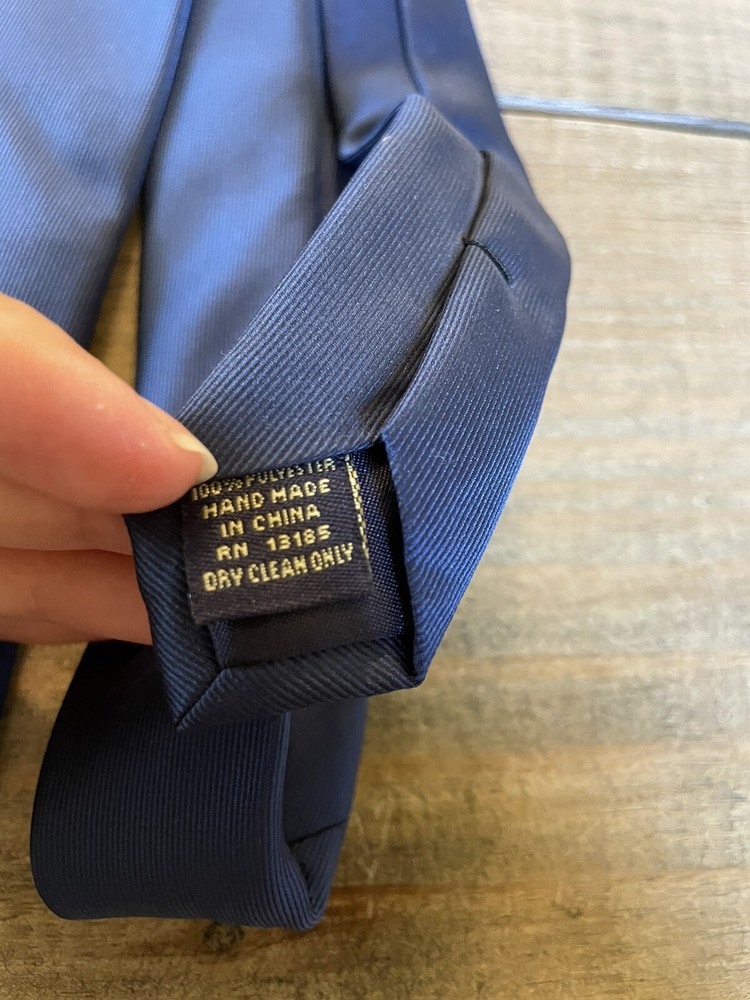 100% POLYESTER
HAND MADE
IN CHINA
RN 13185
DRY CLEAN ONLY